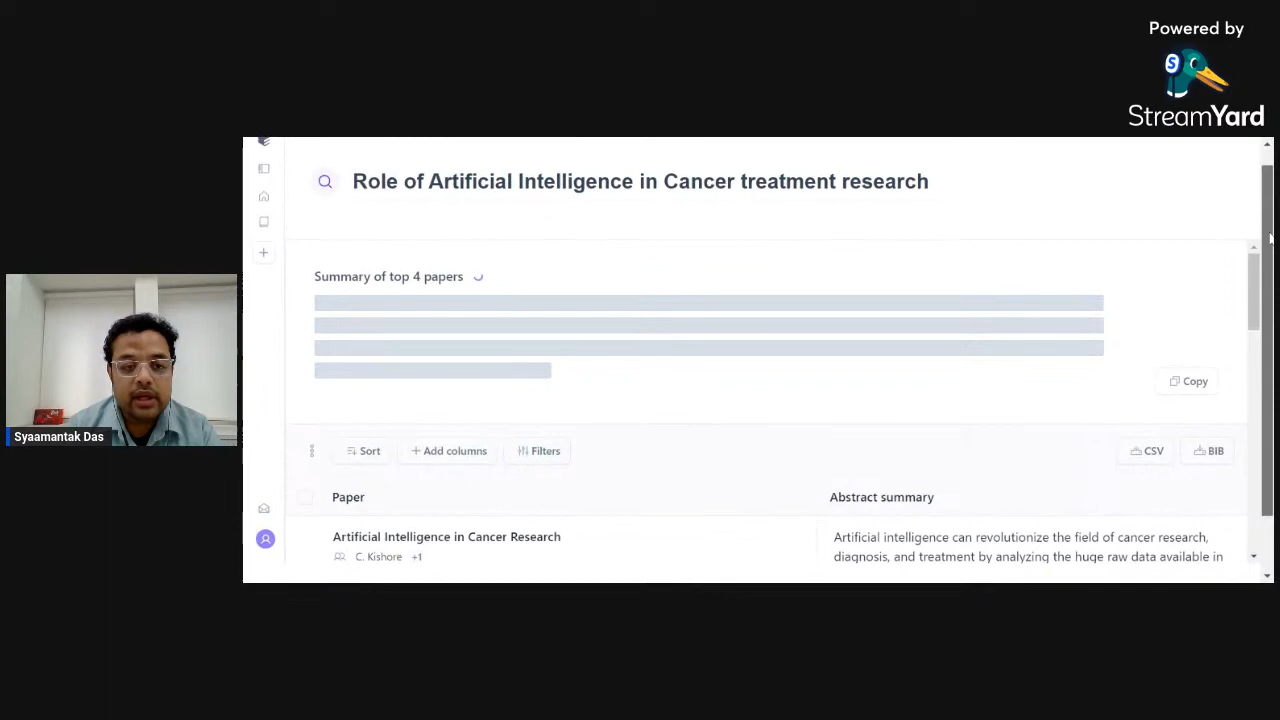 Powered by
S
StreamYard
Role of Artificial Intelligence in Cancer treatment research
Summary of top 4 papers
Copy
Sort
Add columns
Filters
CSV
BIB
Paper
Abstract summary
Artificial Intelligence in Cancer Research
C. Kishore +1
Artificial intelligence can revolutionize the field of cancer research,
diagnosis, and treatment by analyzing the huge raw data available in
Syaamantak Das